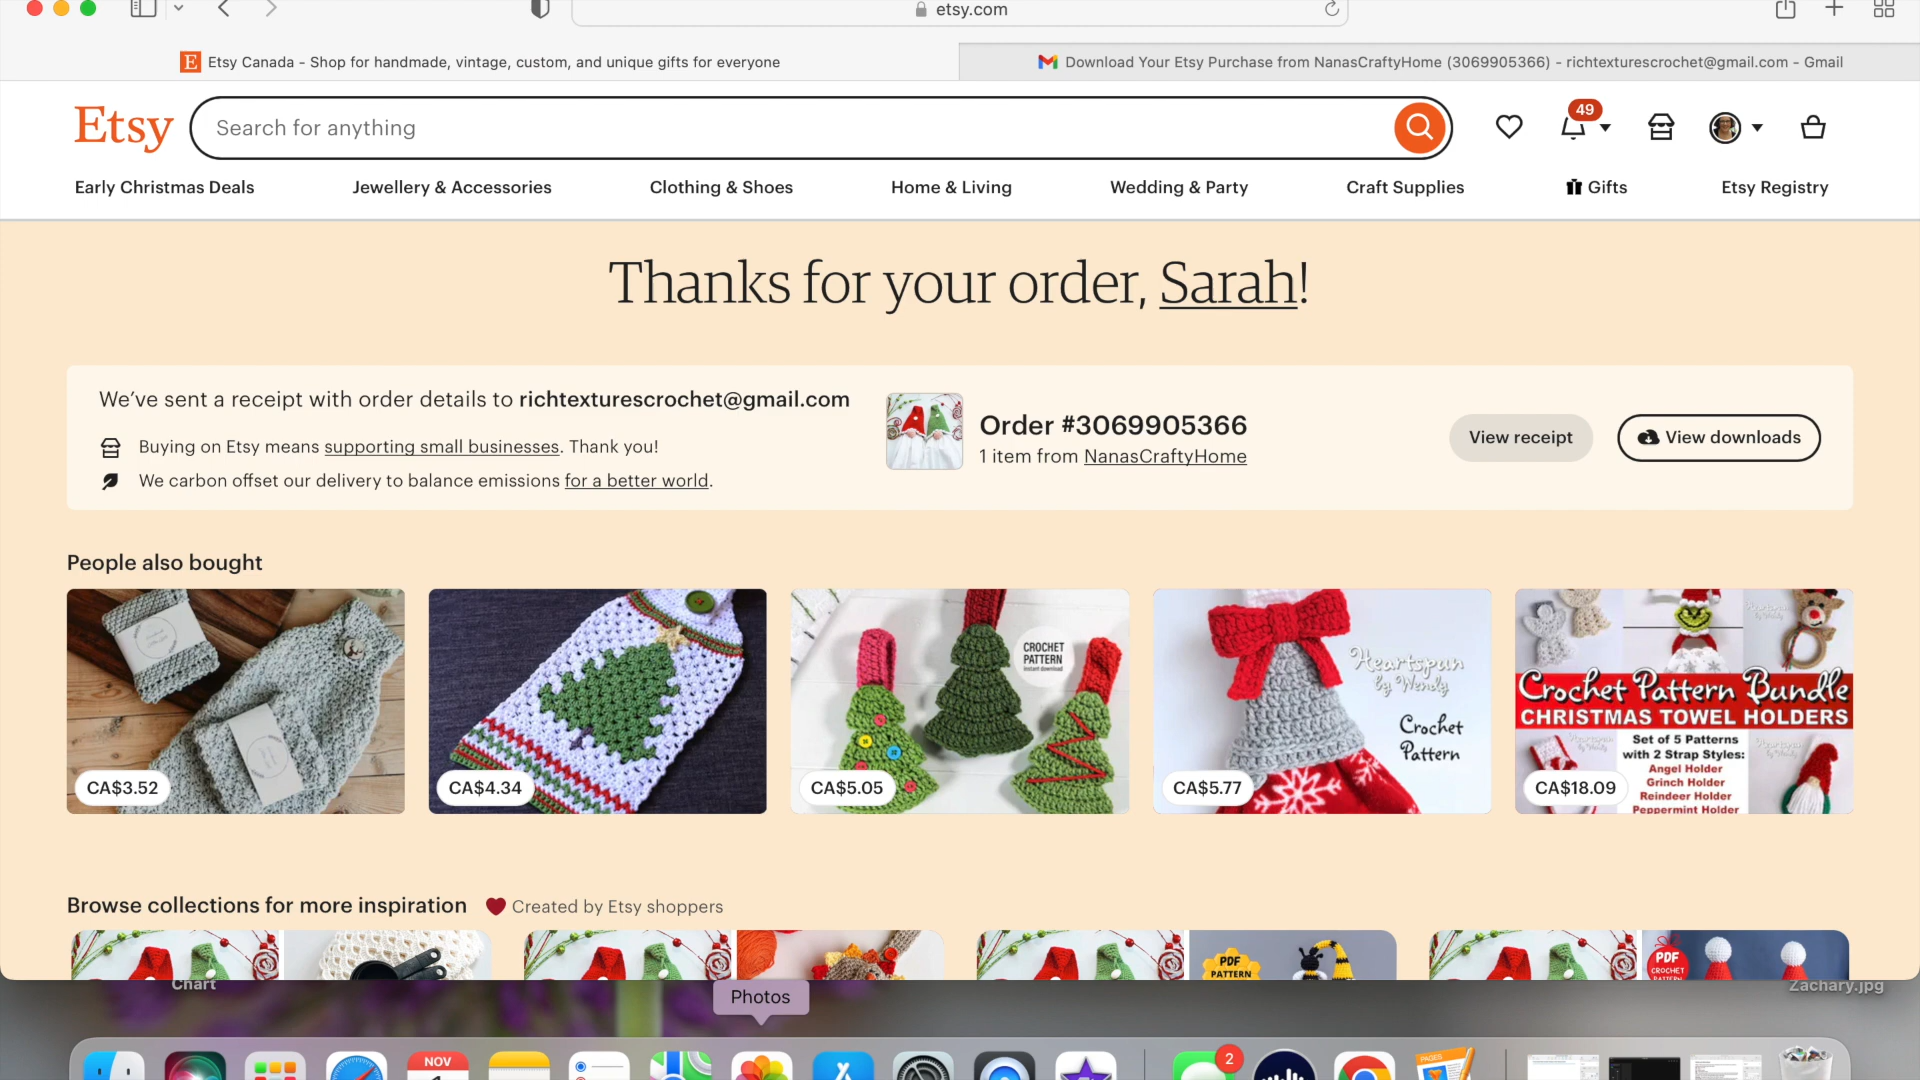 etsy.com
Etsy Canada - Shop for handmade, vintage, custom, and unique gifts for everyone
Download Your Etsy Purchase from NanasCraftyHome (3069905366) - richtexturescrochet@gmail.com - Gmail
Etsy
Search for anything
49
Early Christmas Deals
Jewellery & Accessories
Clothing & Shoes
Home & Living
Wedding & Party
Craft Supplies
Gifts
Etsy Registry
Thanks for your order, Sarah!
We've sent a receipt with order details to richtexturescrochet@gmail.com
Buying on Etsy means supporting small businesses. Thank you!
We carbon offset our delivery to balance emissions for a better world.
Order #3069905366
1 item from NanasCraftyHome
View receipt
View downloads
People also bought
CA$3.52
CA$4.34
CROCHET
PATTERN
Instant download
CA$5.05
Heartspun
by Wendy
Crochet
Pattern
CA$5.77
Crochet Pattern Bundle
CHRISTMAS TOWEL HOLDERS
Set of 5 Patterns
with 2 Strap Styles:
Angel Holder
Grinch Holder
Reindeer Holder
Peppermint Holder
CA$18.09
Browse collections for more inspiration
Created by Etsy shoppers
PDF
PATTERN
PDF
CROCHET
Chart
Photos
Zachary.jpg
NOV
2
PAGES